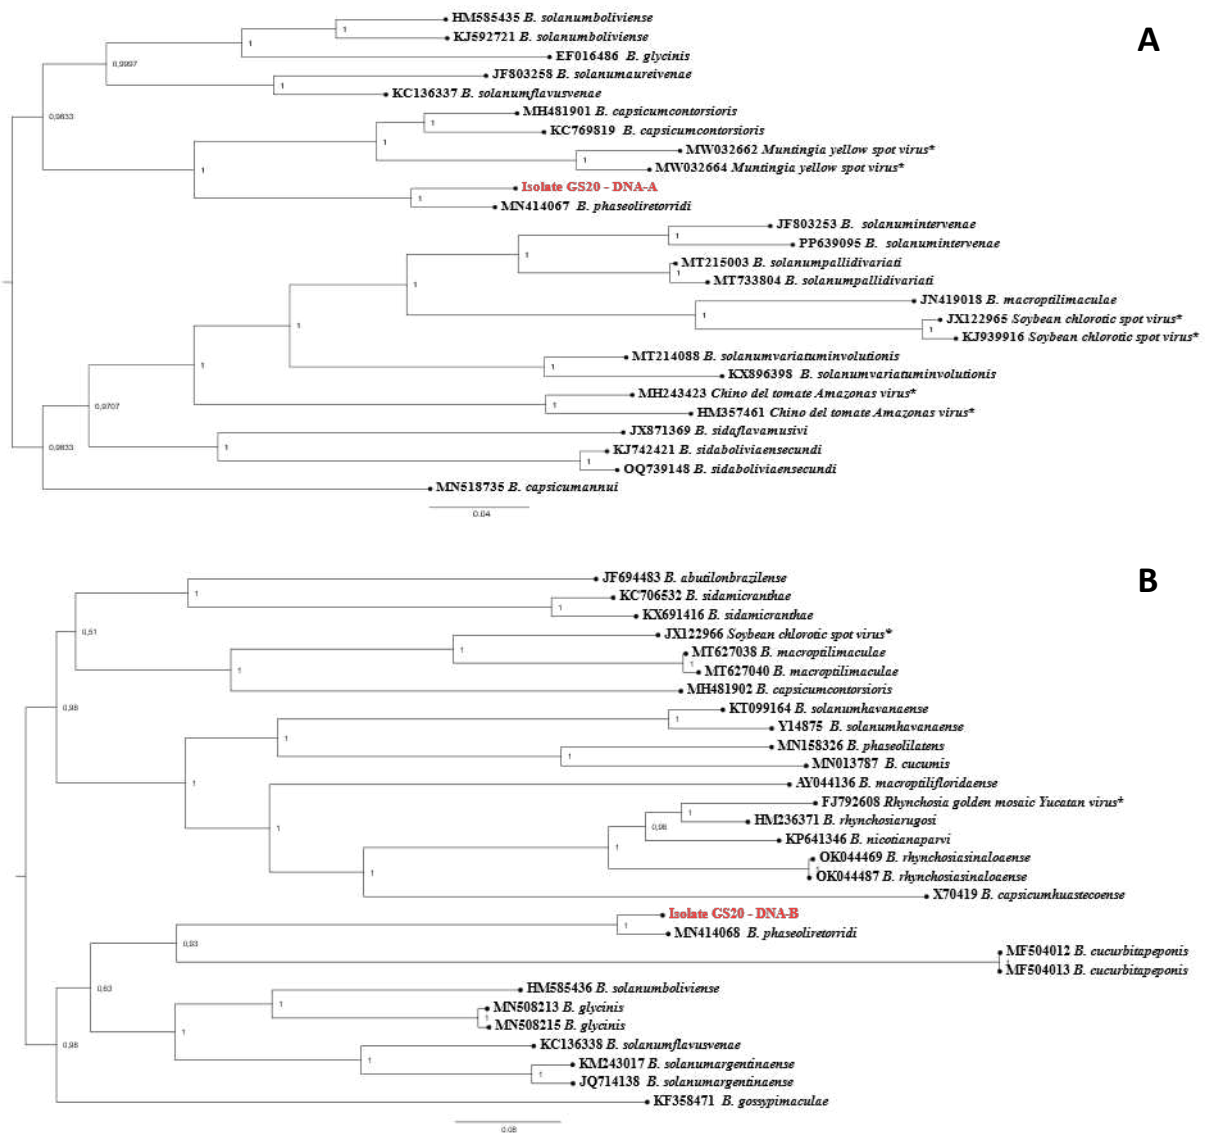 A
HM585435 B. solanumboliviense
KJ592721 B. solanumboliviense
1
1
EF016486 B. glycinis
0,9997
JF803258 B. solanumaureivenae
1
KC136337 B. solanumflavusvenae
MH481901 B. capsicumcontorsioris
0,9833
1
KC769819 B. capsicumcontorsioris
1
MW032662 Muntingia yellow spot virus*
1
MW032664 Muntingia yellow spot virus*
1
Isolate GS20 - DNA-A
1
MN414067 B. phaseoliretorridi
JF803253 B. solanumintervenae
1
PP639095 B. solanumintervenae
1
MT215003 B. solanumpallidivariati
1
MT733804 B. solanumpallidivariati
1
JN419018 B. macroptilimaculae
1
JX122965 Soybean chlorotic spot virus*
1
1
KJ939916 Soybean chlorotic spot virus*
MT214088 B. solanumvariatuminvolutionis
1
1
KX896398 B. solanumvariatuminvolutionis
MH243423 Chino del tomate Amazonas virus*
1
0,9707
HM357461 Chino del tomate Amazonas virus*
JX871369 B. sidaflavamusivi
0,9833
1
KJ742421 B. sidaboliviaensecundi
1
OQ739148 B. sidaboliviaensecundi
MN518735 B. capsicumannui
0.04
B
JF694483 B. abutilonbrazilense
1
KC706532 B. sidamicranthae
1
KX691416 B. sidamicranthae
0,51
JX122966 Soybean chlorotic spot virus*
1
MT627038 B. macroptilimaculae
1
1
MT627040 B. macroptilimaculae
MH481902 B. capsicumcontorsioris
0,98
KT099164 B. solanumhavanaense
1
Y14875 B. solanumhavanaense
1
MN158326 B. phaseolilatens
1
MN013787 B. cucumis
1
AY044136 B. macroptilifloridaense
FJ792608 Rhynchosia golden mosaic Yucatan virus*
1
HM236371 B. rhynchosiarugosi
1
0,98
KP641346 B. nicotianaparvi
1
OK044469 B. rhynchosiasinaloaense
1
OK044487 B. rhynchosiasinaloaense
X70419 B. capsicumhuastecoense
Isolate GS20 - DNA-B
1
MN414068 B. phaseoliretorridi
0,93
MF504012 B. cucurbitapeponis
1
MF504013 B. cucurbitapeponis
0,63
HM585436 B. solanumboliviense
1
MN508213 B. glycinis
1
MN508215 B. glycinis
1
0,98
KC136338 B. solanumflavusvenae
1
KM243017 B. solanumargentinaense
1
JQ714138 B. solanumargentinaense
KF358471 B. gossypimaculae
0.08